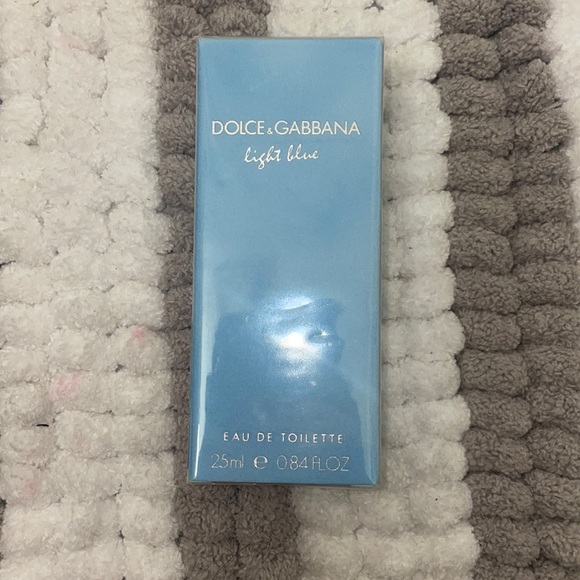 DOLCE&GABBANA
light blue
EAU DE TOILETTE
25ml ℮ 0.84 FL.OZ